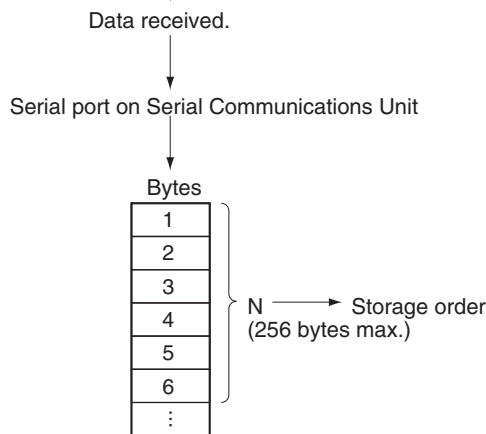 Data received.
Serial port on Serial Communications Unit
Bytes
1
2
3
4
5
6
⋮
N
Storage order
(256 bytes max.)